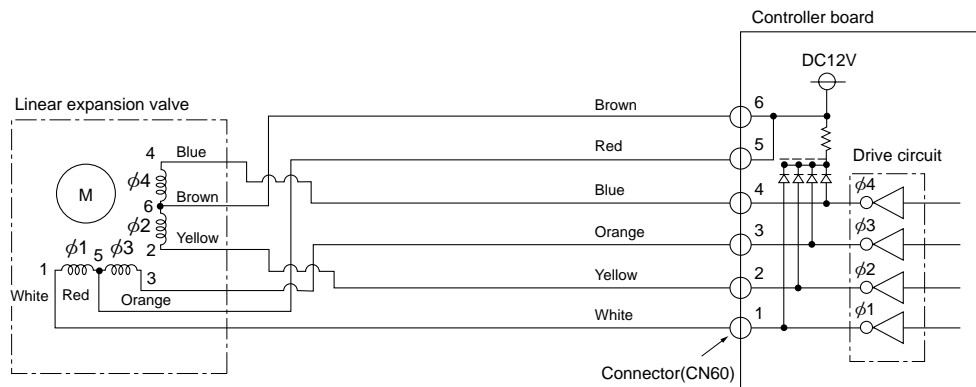 Controller board
DC12V
Linear expansion valve
Brown
6
4
Blue
Red
5
Drive circuit
M
ϕ4
Brown
6
Blue
4
ϕ4
ϕ2
Yellow
2
Orange
3
ϕ3
ϕ1
5
ϕ3
1
3
Yellow
2
ϕ2
White
Red
Orange
White
1
ϕ1
Connector(CN60)